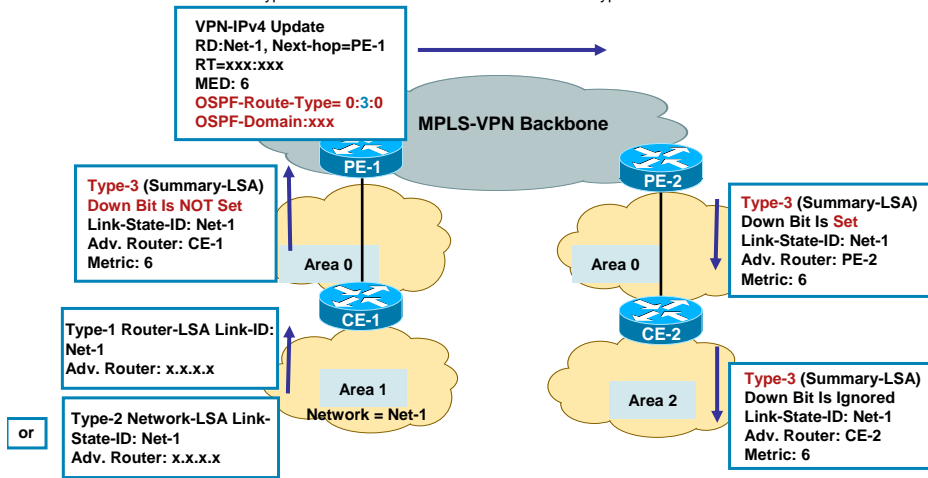 VPN-IPv4 Update
RD:Net-1, Next-hop=PE-1
RT=xxx:xxx
MED: 6
OSPF-Route-Type= 0:3:0
OSPF-Domain:xxx
MPLS-VPN Backbone
PE-1
PE-2
Type-3 (Summary-LSA)
Down Bit Is NOT Set
Link-State-ID: Net-1
Adv. Router: CE-1
Metric: 6
Area 0
Area 0
Type-3 (Summary-LSA)
Down Bit Is Set
Link-State-ID: Net-1
Adv. Router: PE-2
Metric: 6
CE-1
CE-2
Type-1 Router-LSA Link-ID:
Net-1
Adv. Router: x.x.x.x
or
Type-2 Network-LSA Link-
State-ID: Net-1
Adv. Router: x.x.x.x
Area 1
Network = Net-1
Area 2
Type-3 (Summary-LSA)
Down Bit Is Ignored
Link-State-ID: Net-1
Adv. Router: CE-2
Metric: 6